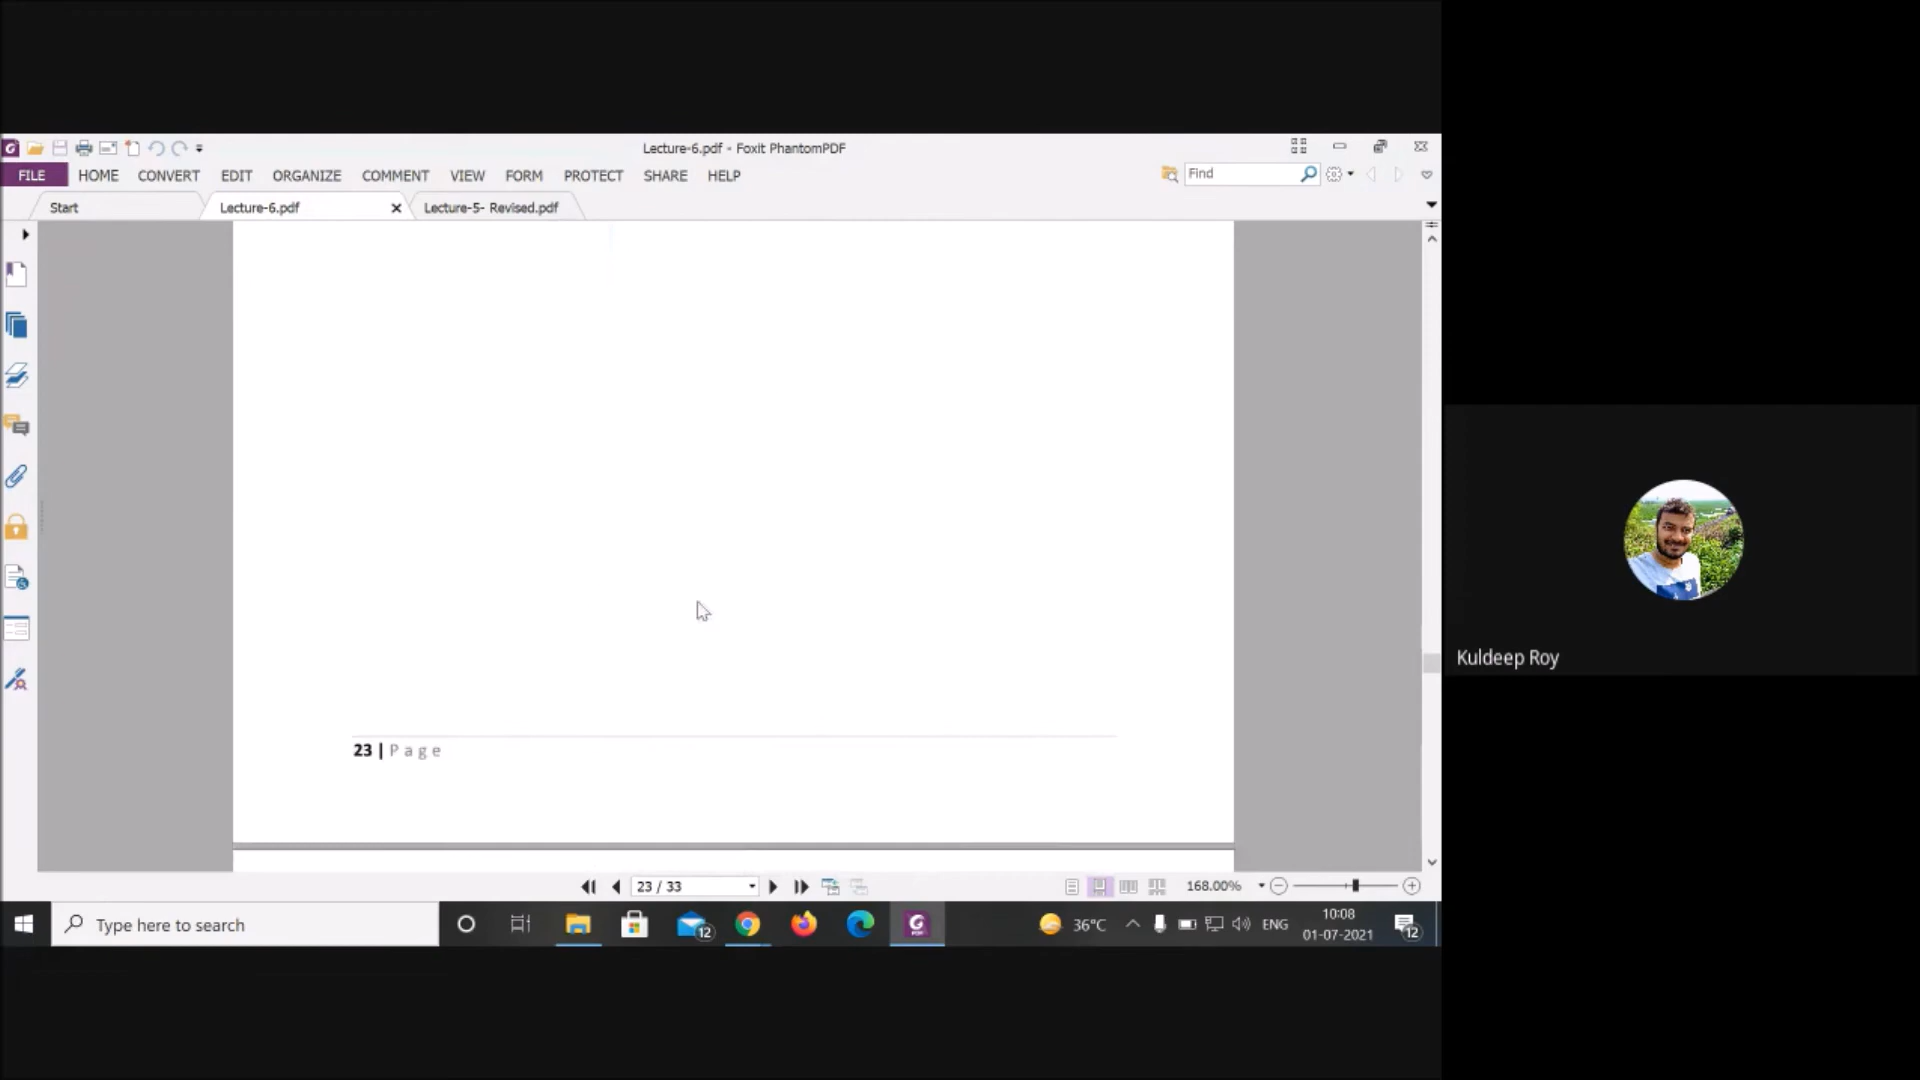 Lecture-6.pdf - Foxit PhantomPDF
FILE HOME CONVERT EDIT ORGANIZE COMMENT VIEW FORM PROTECT SHARE HELP Find
Start Lecture-6.pdf Lecture-5- Revised.pdf
23 | Page
Kuldeep Roy
23 / 33 168.00%
Type here to search 12 36°C ENG 10:08 01-07-2021 12